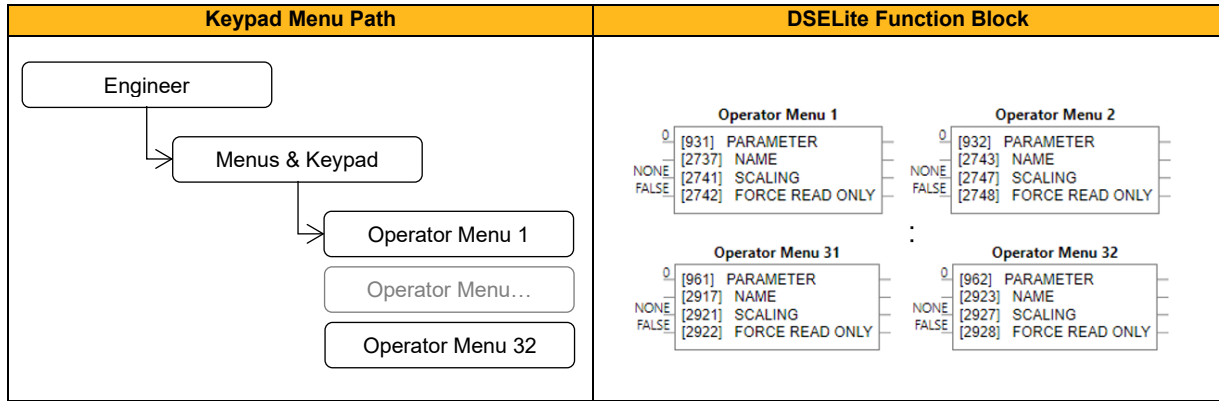 Keypad Menu Path
DSELite Function Block
Engineer
Menus & Keypad
Operator Menu 1
Operator Menu...
Operator Menu 32
Operator Menu 1
0 [931] PARAMETER
[2737] NAME
NONE [2741] SCALING
FALSE [2742] FORCE READ ONLY
Operator Menu 2
0 [932] PARAMETER
[2743] NAME
NONE [2747] SCALING
FALSE [2748] FORCE READ ONLY
:
Operator Menu 31
0 [961] PARAMETER
[2917] NAME
NONE [2921] SCALING
FALSE [2922] FORCE READ ONLY
Operator Menu 32
0 [962] PARAMETER
[2923] NAME
NONE [2927] SCALING
FALSE [2928] FORCE READ ONLY